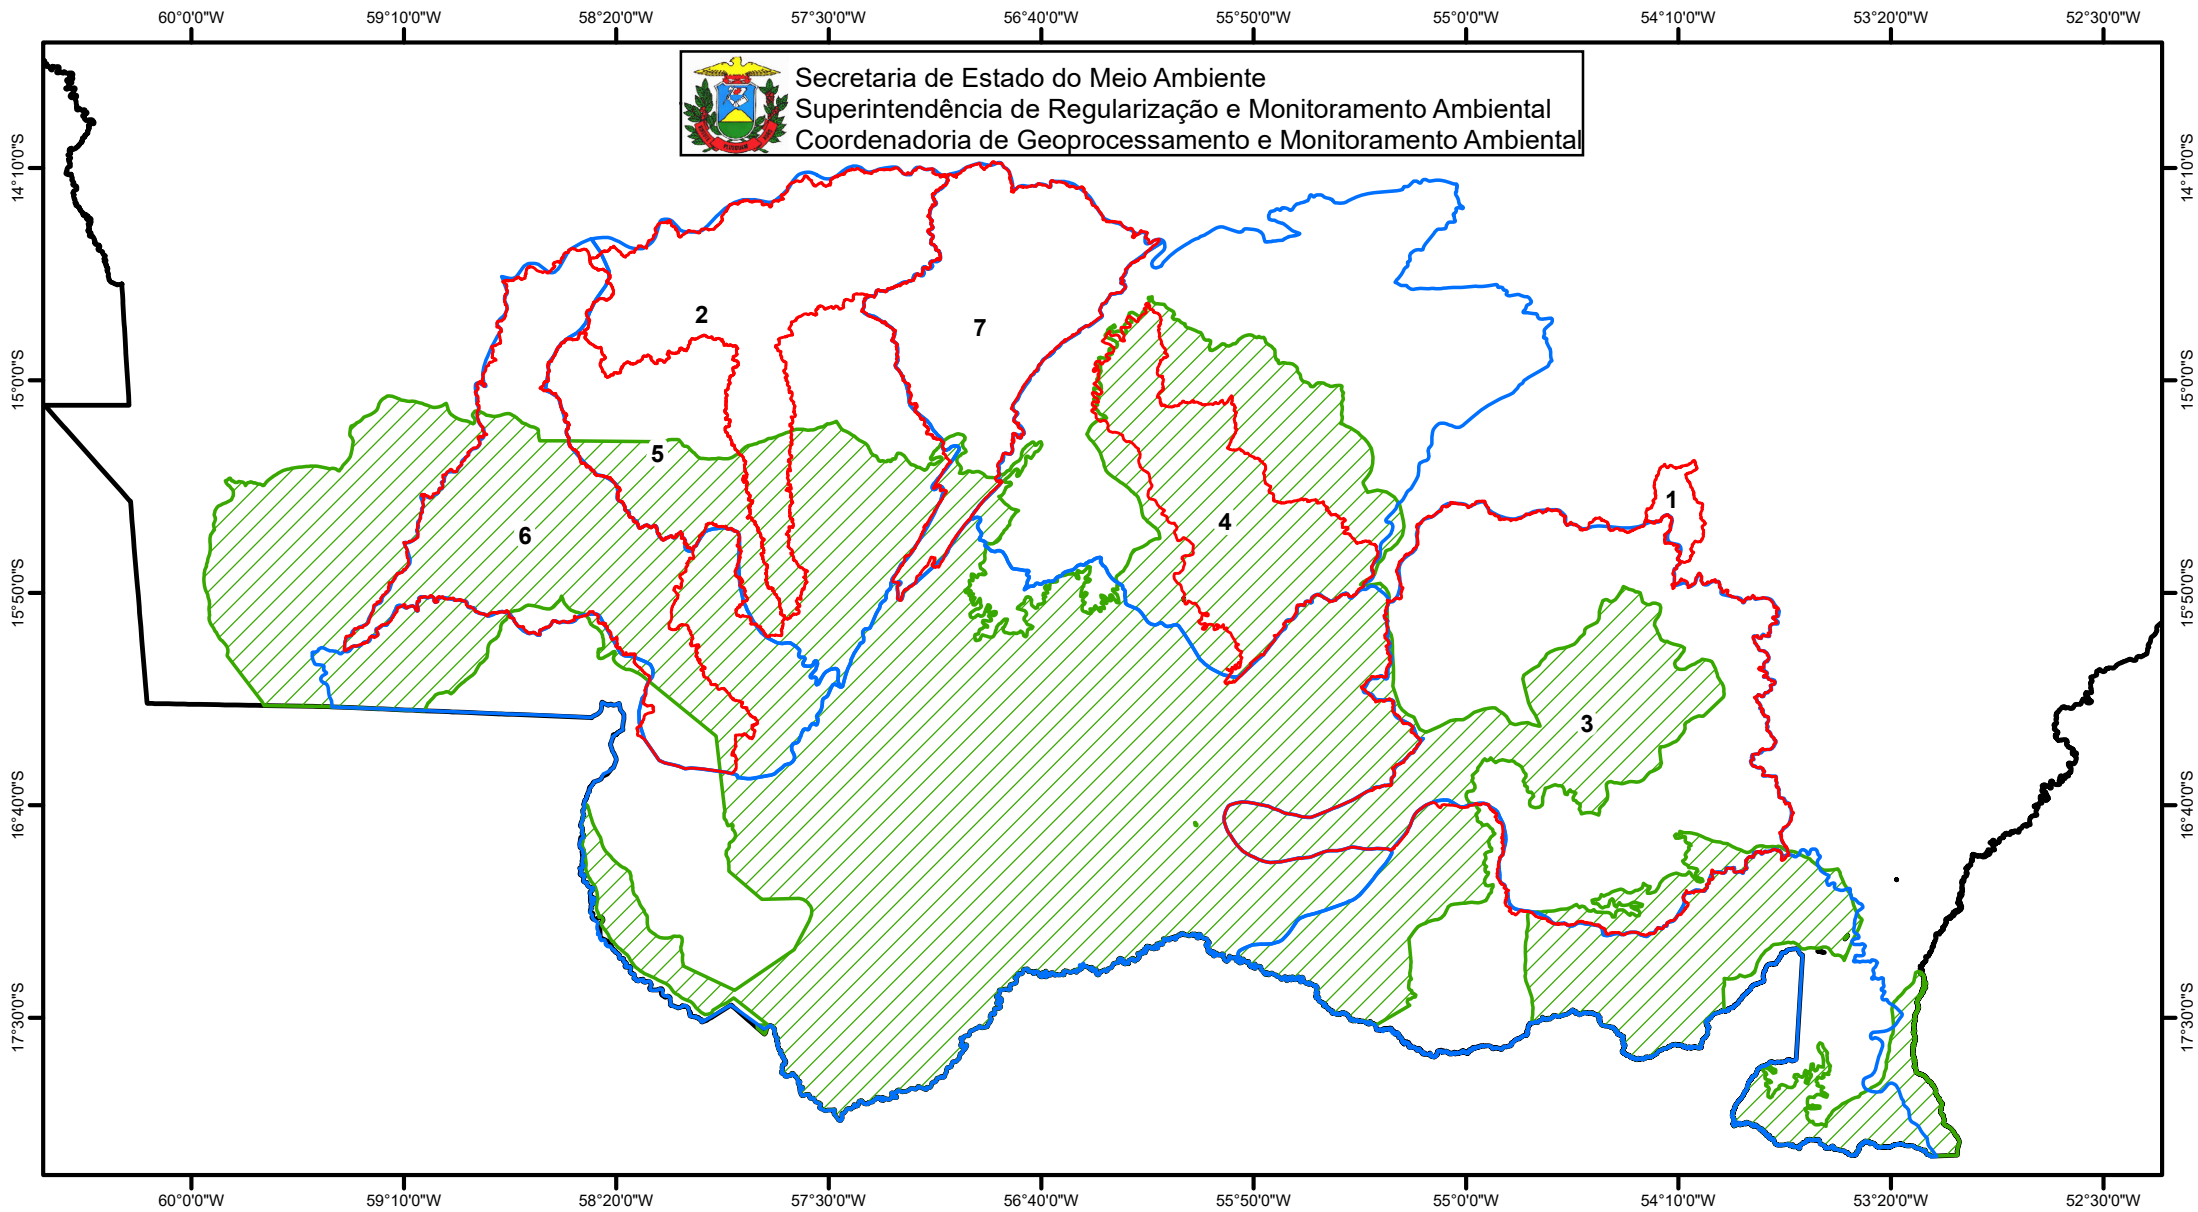 60°0'0"W 59°10'0"W 58°20'0"W 57°30'0"W 56°40'0"W 55°50'0"W 55°0'0"W 54°10'0"W 53°20'0"W 52°30'0"W
Secretaria de Estado do Meio Ambiente
Superintendência de Regularização e Monitoramento Ambiental
Coordenadoria de Geoprocessamento e Monitoramento Ambiental
14°10'0"S 14°10'0"S
2
7
15°0'0"S 15°0'0"S
5
1
4
6
15°50'0"S 15°50'0"S
3
16°40'0"S 16°40'0"S
17°30'0"S 17°30'0"S
60°0'0"W 59°10'0"W 58°20'0"W 57°30'0"W 56°40'0"W 55°50'0"W 55°0'0"W 54°10'0"W 53°20'0"W 52°30'0"W